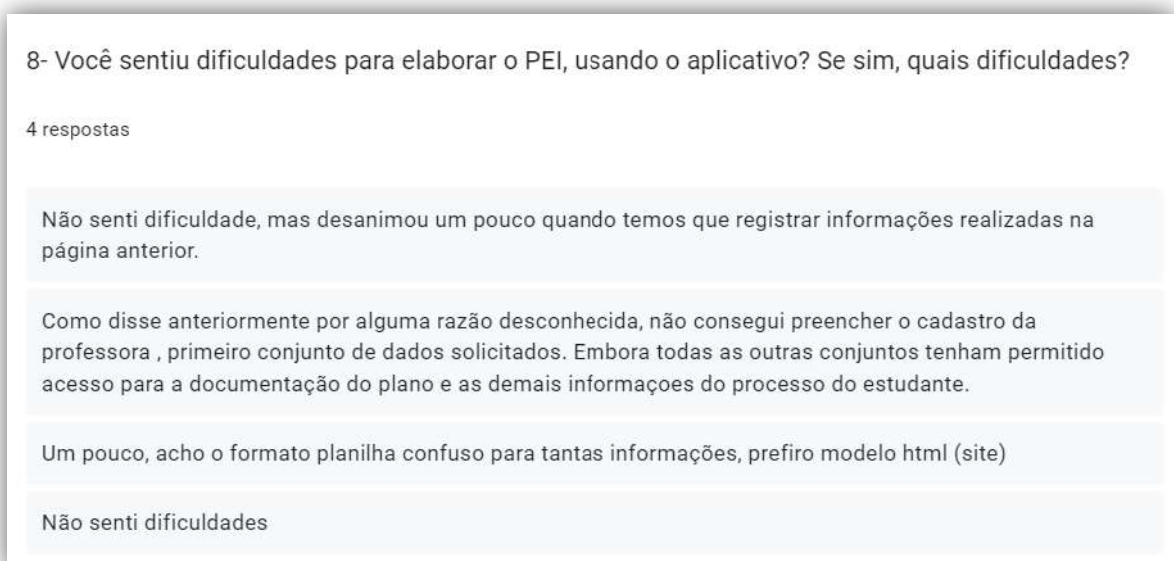 8- Você sentiu dificuldades para elaborar o PEI, usando o aplicativo? Se sim, quais dificuldades?
4 respostas
Não senti dificuldade, mas desanimou um pouco quando temos que registrar informações realizadas na
página anterior.
Como disse anteriormente por alguma razão desconhecida, não consegui preencher o cadastro da
professora , primeiro conjunto de dados solicitados. Embora todas as outras conjuntos tenham permitido
acesso para a documentação do plano e as demais informaçoes do processo do estudante.
Um pouco, acho o formato planilha confuso para tantas informações, prefiro modelo html (site)
Não senti dificuldades